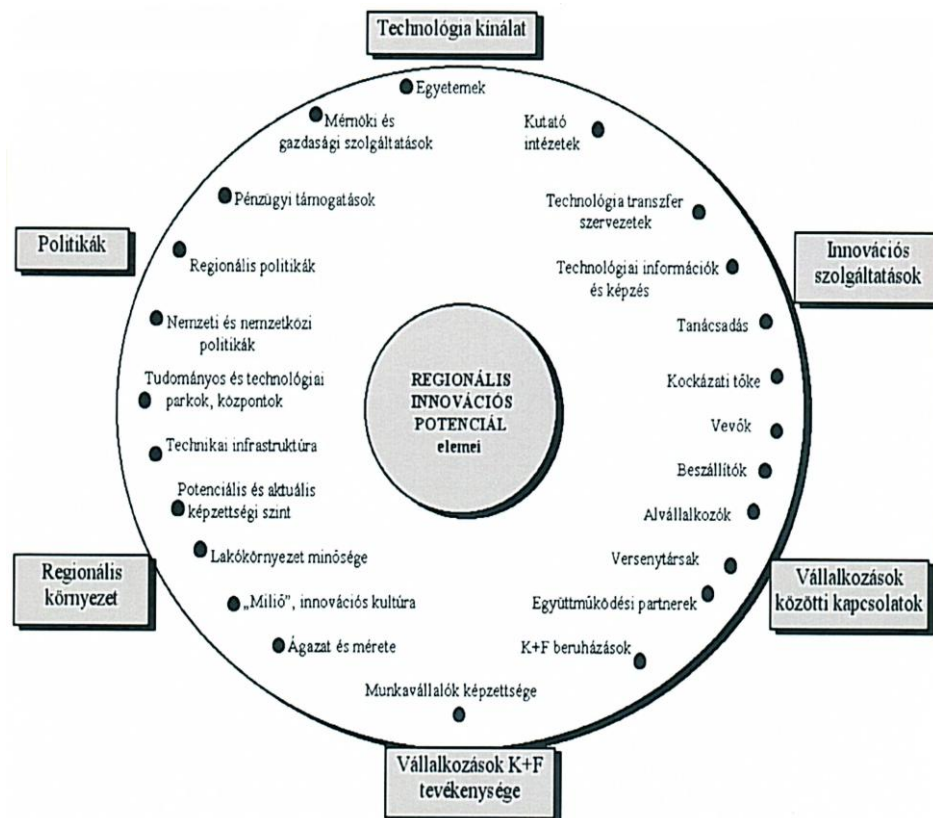 Technológia kínálat
Egyetemek
Mérnöki és
gazdasági szolgáltatások
Kutató
intézetek
Pénzügyi támogatások
Technológia transzfer
szervezetek
Politikák
Regionális politikák
Technológiai információk
és képzés
Innovációs
szolgáltatások
Nemzeti és nemzetközi
politikák
Tanácsadás
Tudományos és technológiai
parkok, központok
REGIONÁLIS
INNOVÁCIÓS
POTENCIÁL
elemei
Kockázati tőke
Vevők
Technikai infrastruktúra
Beszállítók
Potenciális és aktuális
képzettségi szint
Alvállalkozók
Lakókörnyezet minősége
Versenytársak
Regionális
környezet
Vállalkozások
közötti kapcsolatok
„Miliő”, innovációs kultúra
Együttműködési partnerek
Ágazat és mérete
K+F beruházások
Munkavállalók képzettsége
Vállalkozások K+F
tevékenysége